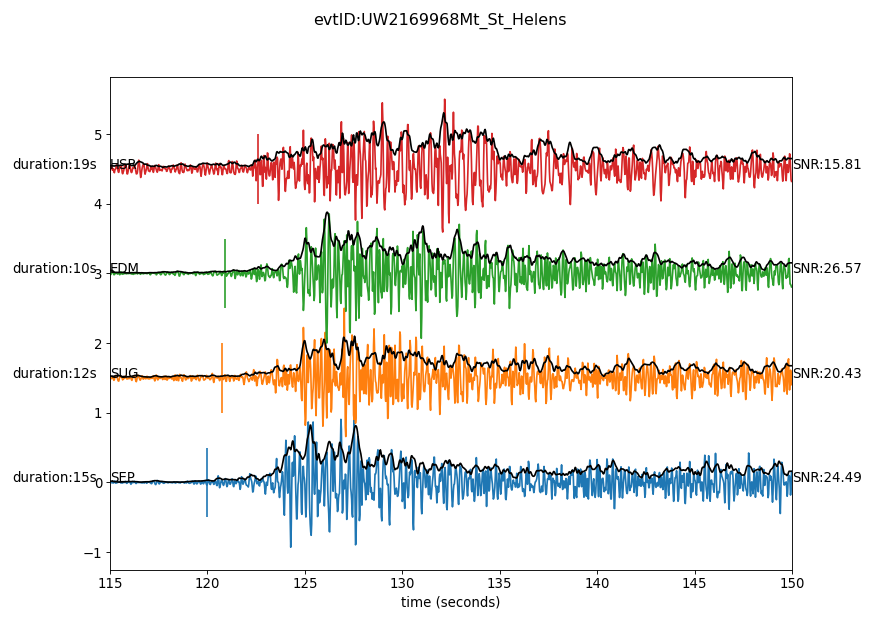 evtID:UW2169968Mt_St_Helens
5
duration:19s HSR SNR:15.81
4
duration:10s EDM SNR:26.57
3
2
duration:12s SUG SNR:20.43
1
duration:15s SEP SNR:24.49
0
−1
115 120 125 130 135 140 145 150
time (seconds)